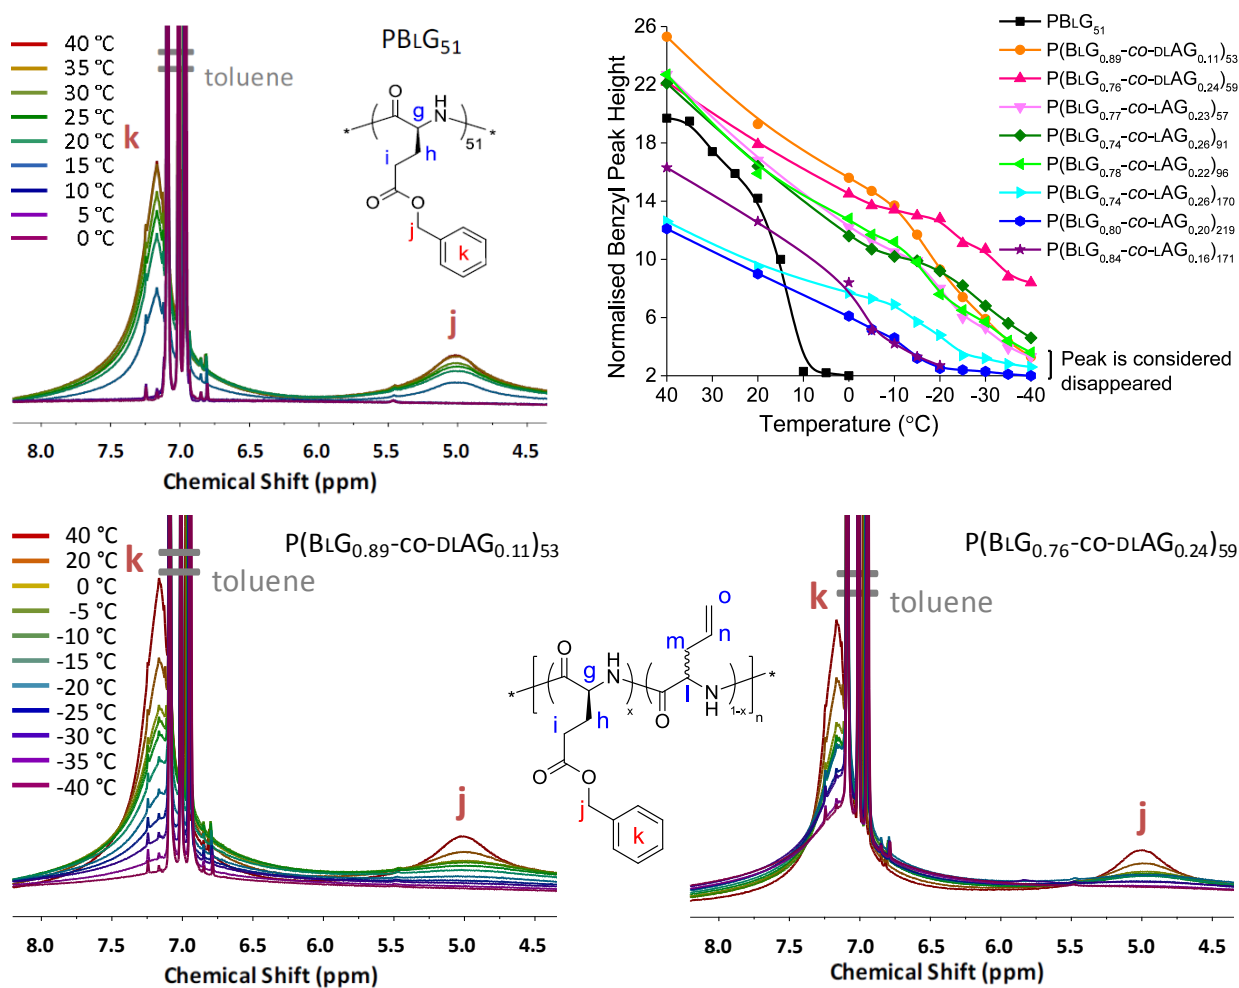 40 °C
35 °C
30 °C
25 °C
20 °C
15 °C
10 °C
5 °C
0 °C
toluene
k
PBLG51
O
H
N
g
* ( ) *
51
i
h
O
O
j
k
j
8.0 7.5 7.0 6.5 6.0 5.5 5.0 4.5
Chemical Shift (ppm)
Normalised Benzyl Peak Height
26
22
18
14
10
6
2
40 30 20 10 0 -10 -20 -30 -40
Temperature (°C)
PBLG51
P(BLG0.89-co-DLAG0.11)53
P(BLG0.76-co-DLAG0.24)59
P(BLG0.77-co-LAG0.23)57
P(BLG0.74-co-LAG0.26)91
P(BLG0.78-co-LAG0.22)96
P(BLG0.74-co-LAG0.26)170
P(BLG0.80-co-LAG0.20)219
P(BLG0.84-co-LAG0.16)171
] Peak is considered
disappeared
40 °C
20 °C
0 °C
-5 °C
-10 °C
-15 °C
-20 °C
-25 °C
-30 °C
-35 °C
-40 °C
k
toluene
P(BLG0.89-co-DLAG0.11)53
j
8.0 7.5 7.0 6.5 6.0 5.5 5.0 4.5
Chemical Shift (ppm)
o
m
n
O
H
N
g
* [ ( ) ( ) ] *
x
l
O
N
H
1-x
n
i
h
O
O
j
k
P(BLG0.76-co-DLAG0.24)59
k
toluene
j
8.0 7.5 7.0 6.5 6.0 5.5 5.0 4.5
Chemical Shift (ppm)